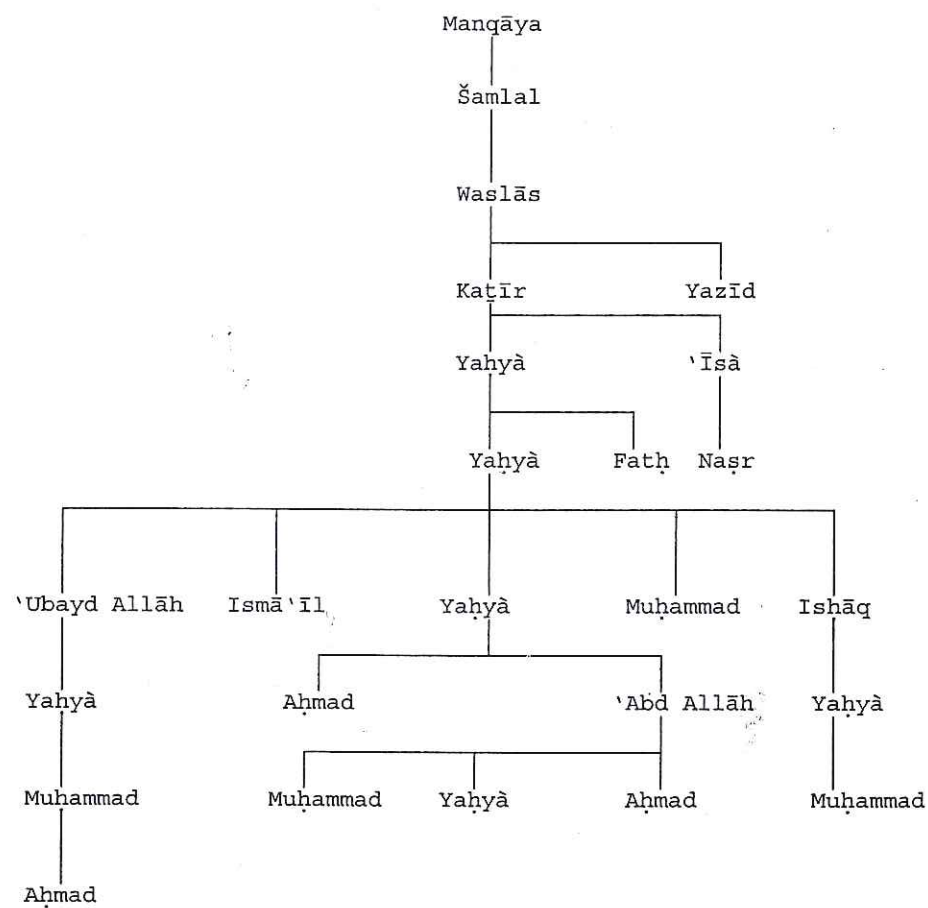 Manqāya
Šamlal
Waslās
Kaṯīr Yazīd
Yaḥyà ‛Īsà
Yaḥyà Fatḥ Naṣr
‛Ubayd Allāh Ismā‛īl Yaḥyà Muḥammad Isḥāq
Yaḥyà Aḥmad ‛Abd Allāh Yaḥyà
Muḥammad Muḥammad Yaḥyà Aḥmad Muḥammad
Aḥmad